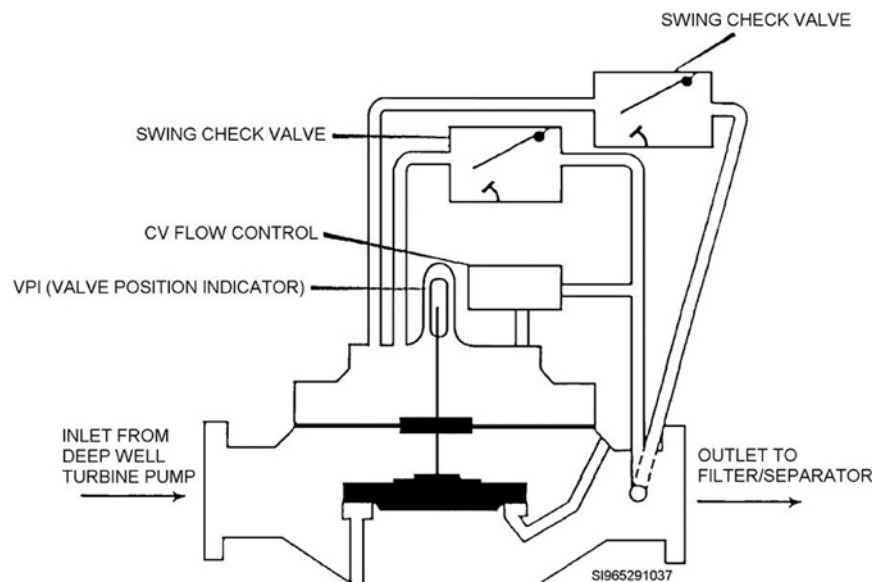 SWING CHECK VALVE
SWING CHECK VALVE
CV FLOW CONTROL
VPI (VALVE POSITION INDICATOR)
INLET FROM
DEEP WELL
TURBINE PUMP
OUTLET TO
FILTER/SEPARATOR
SI965291037